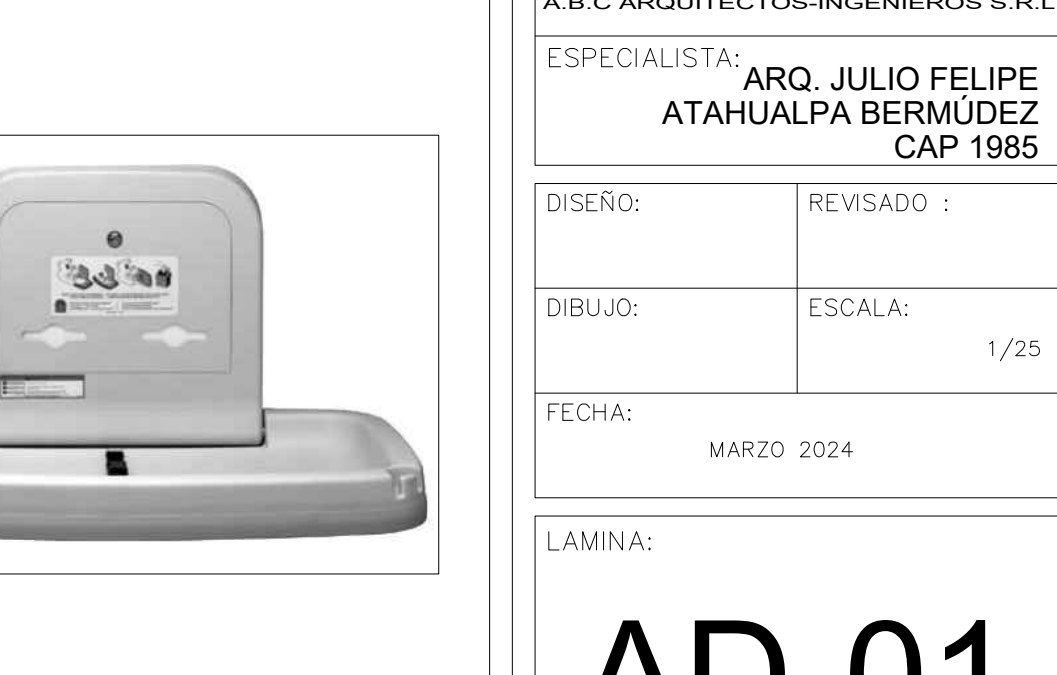 A.B.C ARQUITECTOS-INGENIEROS S.R.L
ESPECIALISTA:
ARQ. JULIO FELIPE
ATAHUALPA BERMÚDEZ
CAP 1985
DISEÑO:
REVISADO :
DIBUJO:
ESCALA:
1/25
FECHA:
MARZO 2024
LAMINA:
AD-01